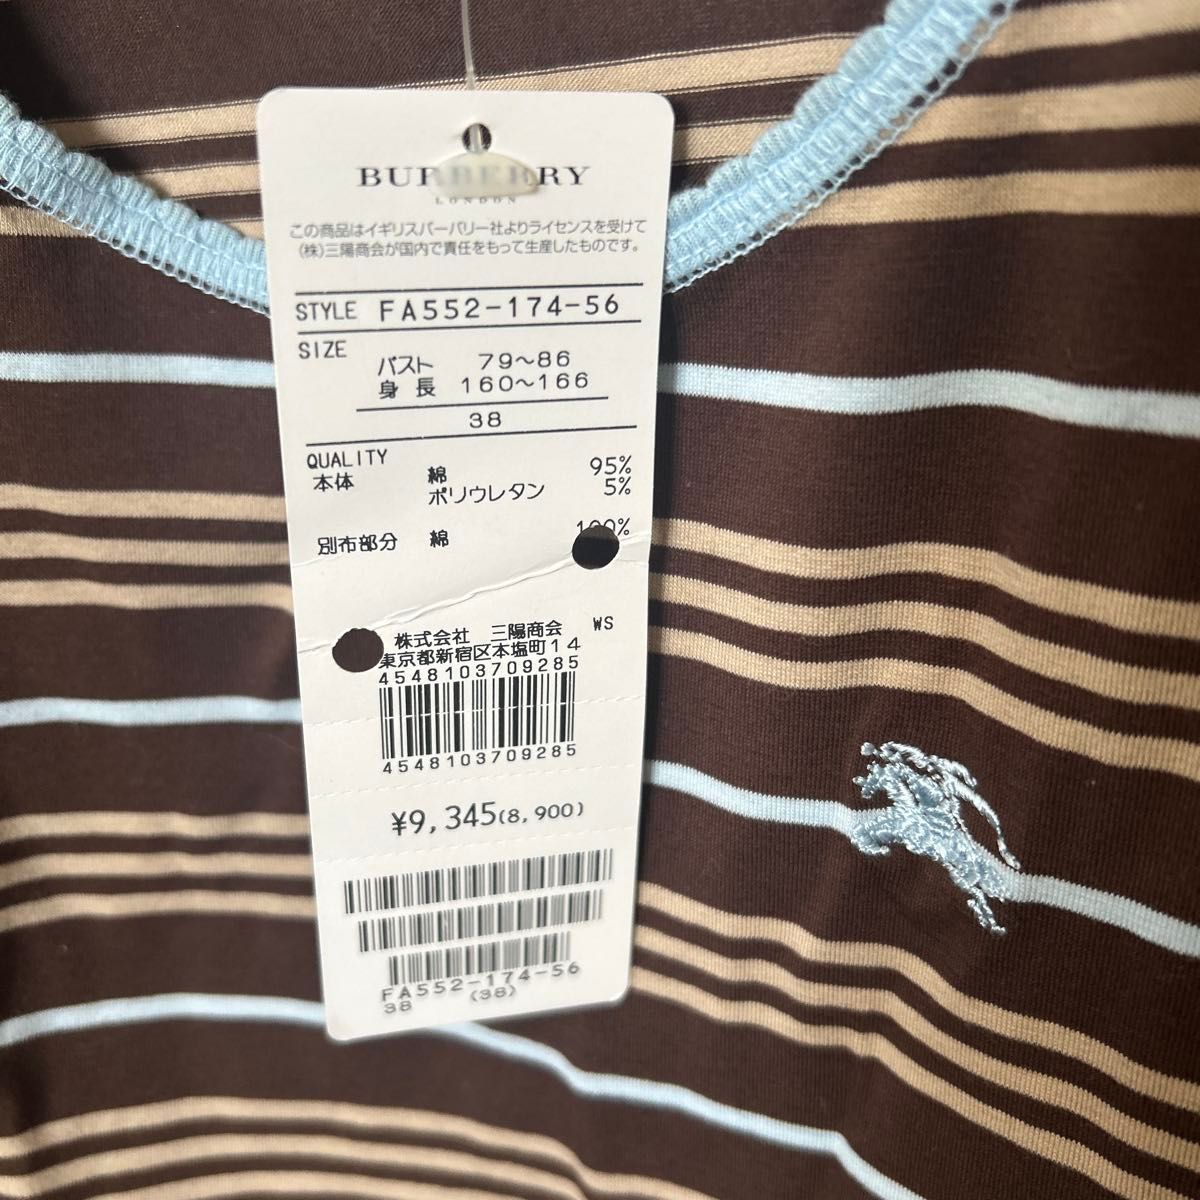 BURBERRY
LONDON
この商品はイギリスバーバリー社よりライセンスを受けて
(株)三陽商会が国内で責任をもって生産したものです。
STYLE FA552-174-56
SIZE バスト 79～86
身長 160～166
38
QUALITY
本体 綿 95%
ポリウレタン 5%
別布部分 綿 100%
株式会社 三陽商会 WS
東京都新宿区本塩町14
4548103709285
4548103709285
¥9,345(8,900)
FA552-174-56
38 (38)